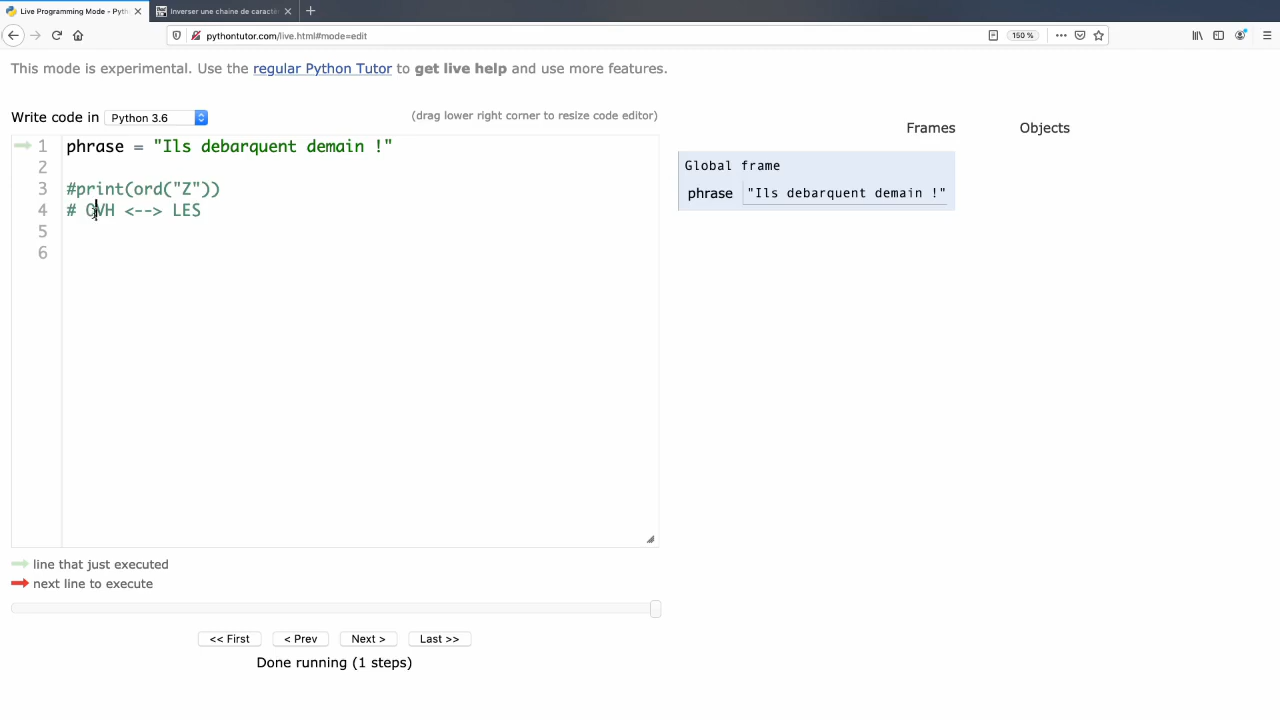 Live Programming Mode - Pyth
Inverser une chaine de caractè
pythontutor.com/live.html#mode=edit
150 %
This mode is experimental. Use the regular Python Tutor to get live help and use more features.
Write code in Python 3.6
(drag lower right corner to resize code editor)
1 phrase = "Ils debarquent demain !"
2
3 #print(ord("Z"))
4 # OVH <--> LES
5
6
line that just executed
next line to execute
<< First
< Prev
Next >
Last >>
Done running (1 steps)
Frames
Objects
Global frame
phrase "Ils debarquent demain !"